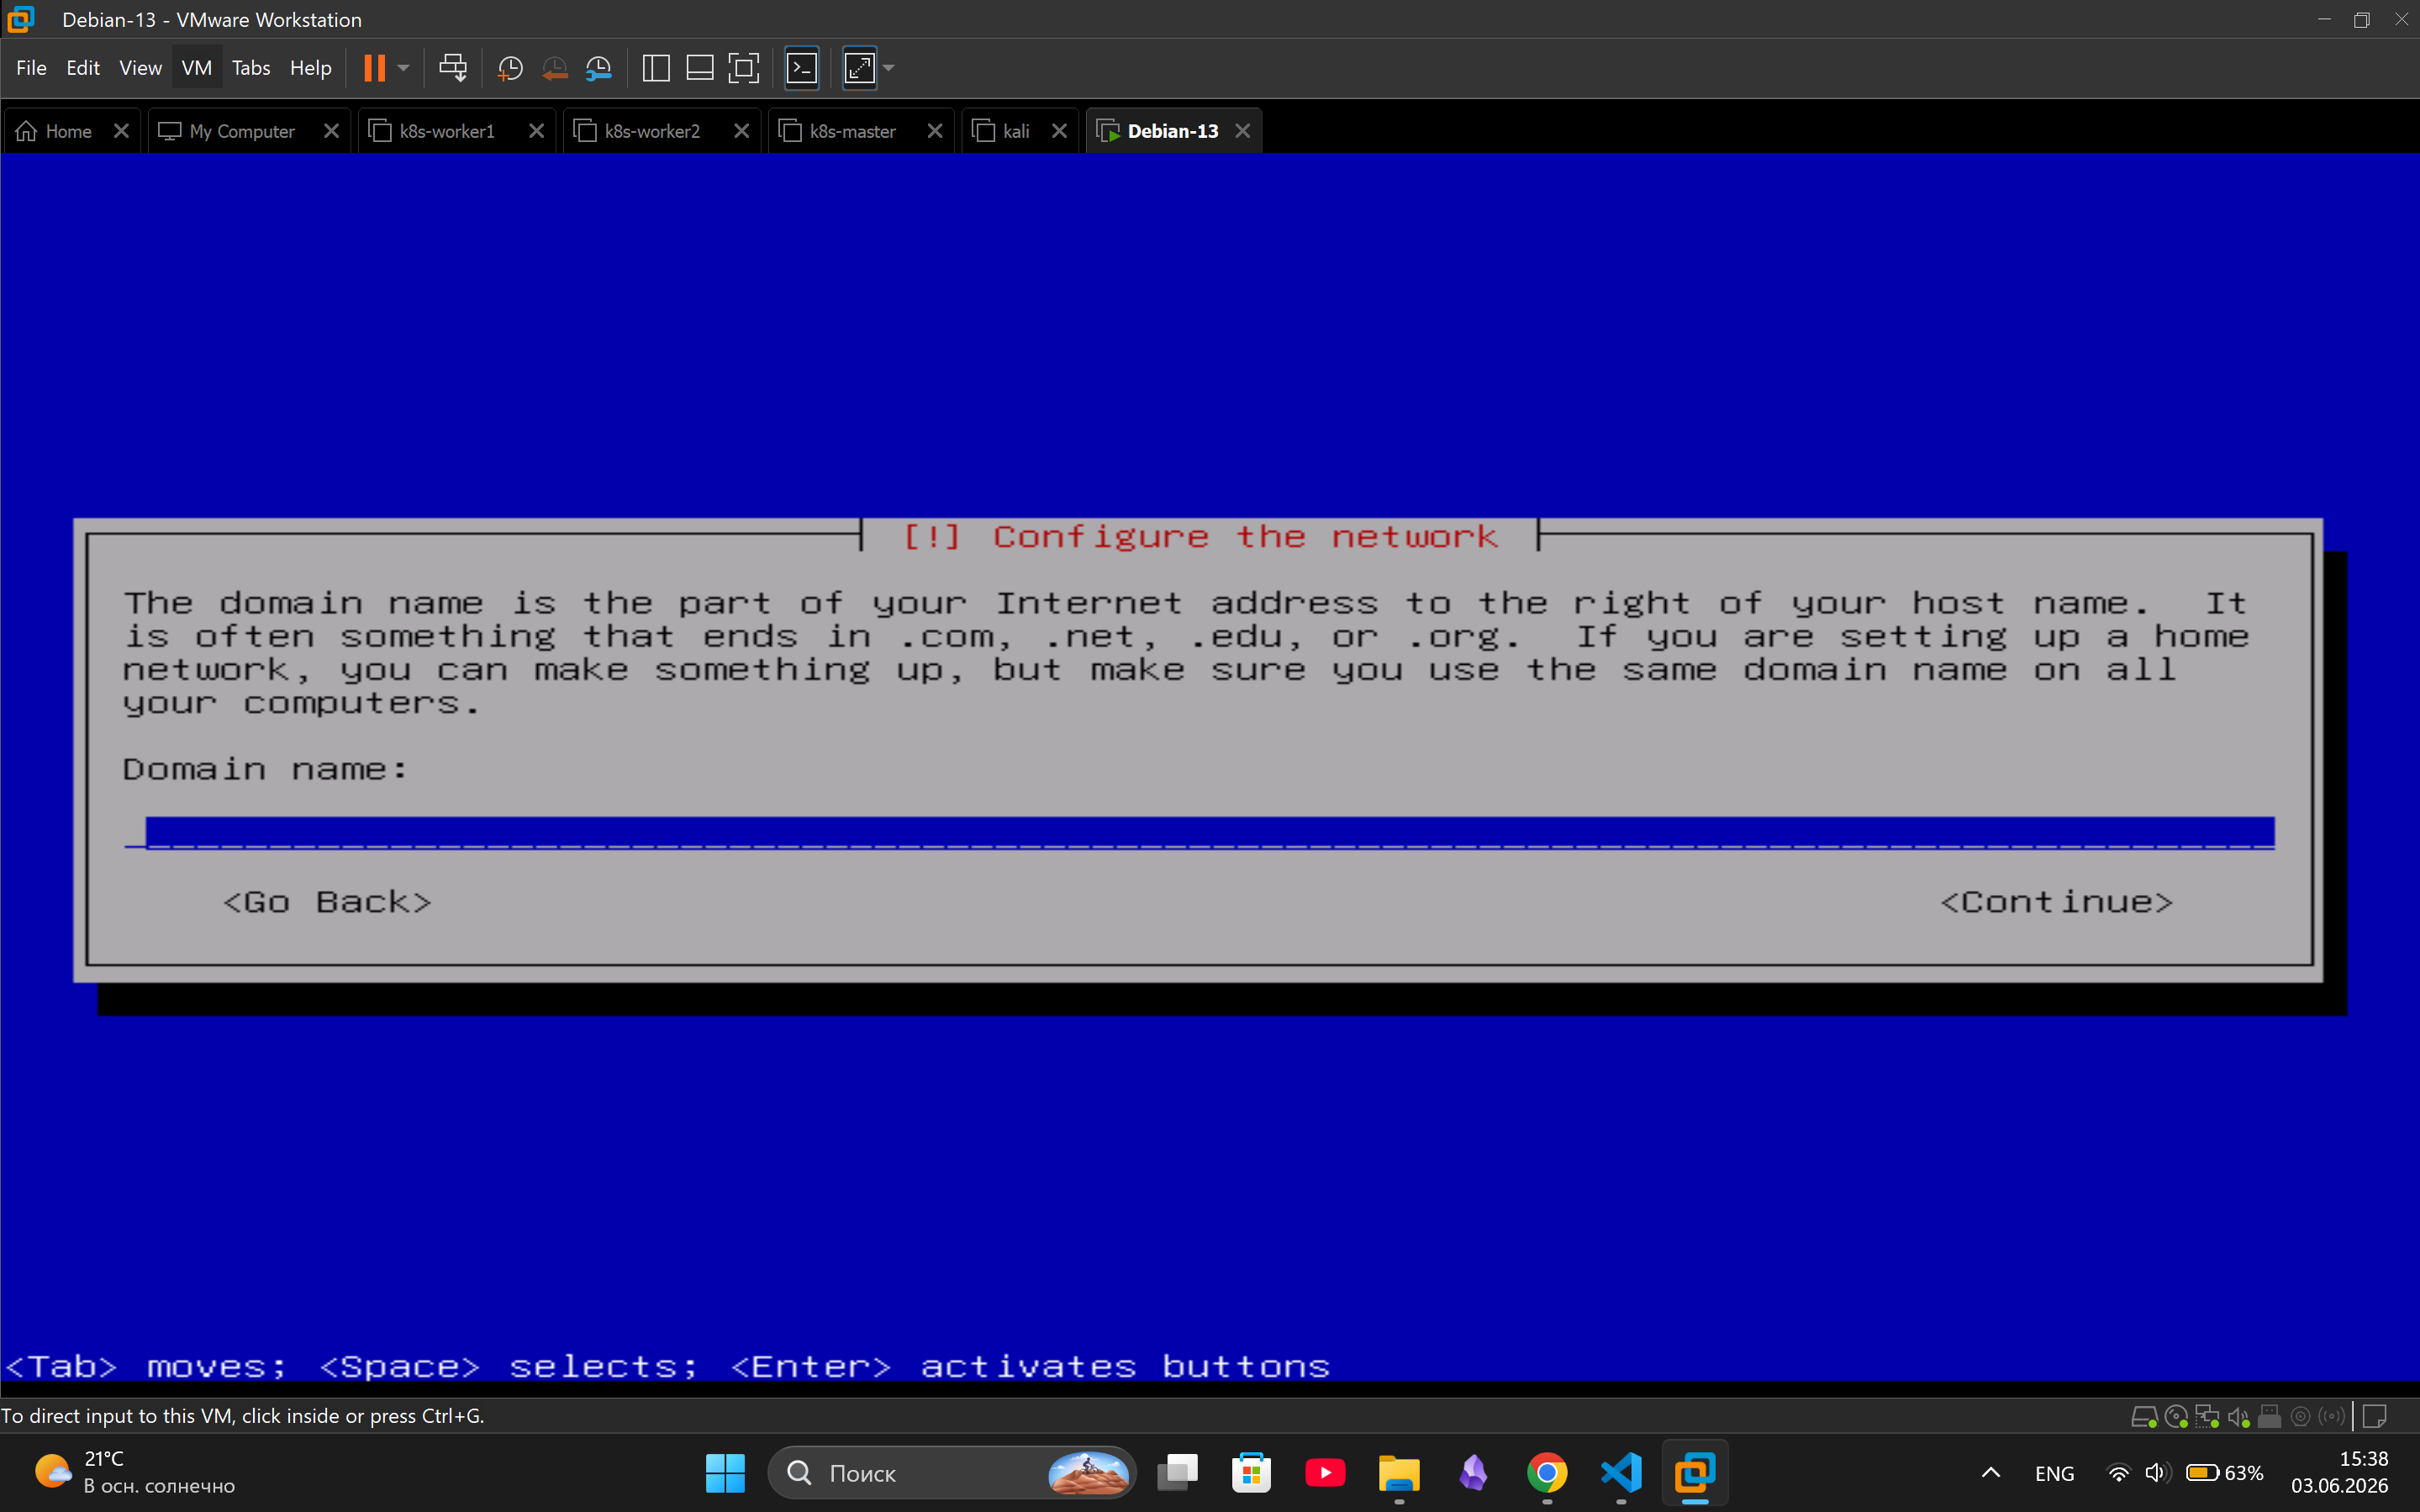 Debian-13 - VMware Workstation
File Edit View VM Tabs Help
Home My Computer k8s-worker1 k8s-worker2 k8s-master kali Debian-13
[!] Configure the network
The domain name is the part of your Internet address to the right of your host name.  It
is often something that ends in .com, .net, .edu, or .org.  If you are setting up a home
network, you can make something up, but make sure you use the same domain name on all
your computers.
Domain name:
<Go Back> <Continue>
<Tab> moves; <Space> selects; <Enter> activates buttons
To direct input to this VM, click inside or press Ctrl+G.
21°C
В осн. солнечно
Поиск
ENG
63%
15:38
03.06.2026